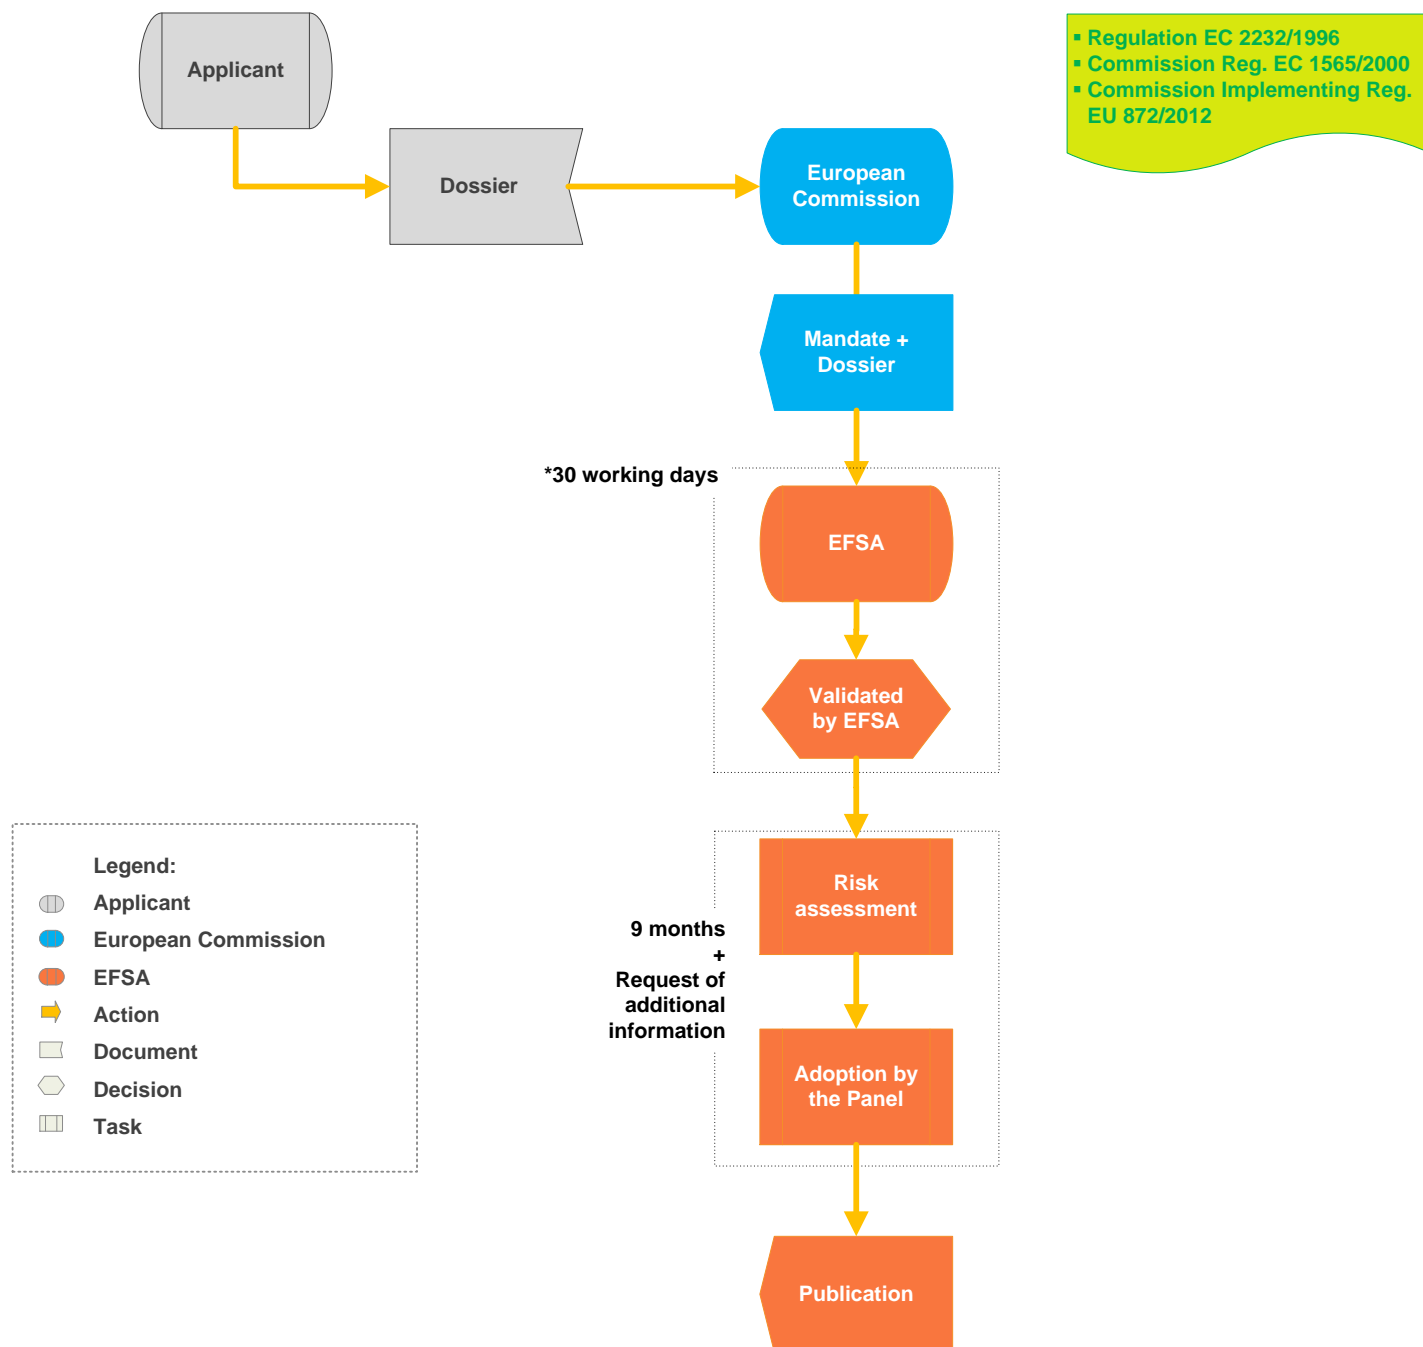 Applicant
▪ Regulation EC 2232/1996
▪ Commission Reg. EC 1565/2000
▪ Commission Implementing Reg.
EU 872/2012
Dossier
European
Commission
Mandate +
Dossier
*30 working days
EFSA
Validated
by EFSA
Risk
assessment
9 months
+
Request of
additional
information
Adoption by
the Panel
Publication
Legend:
Applicant
European Commission
EFSA
Action
Document
Decision
Task